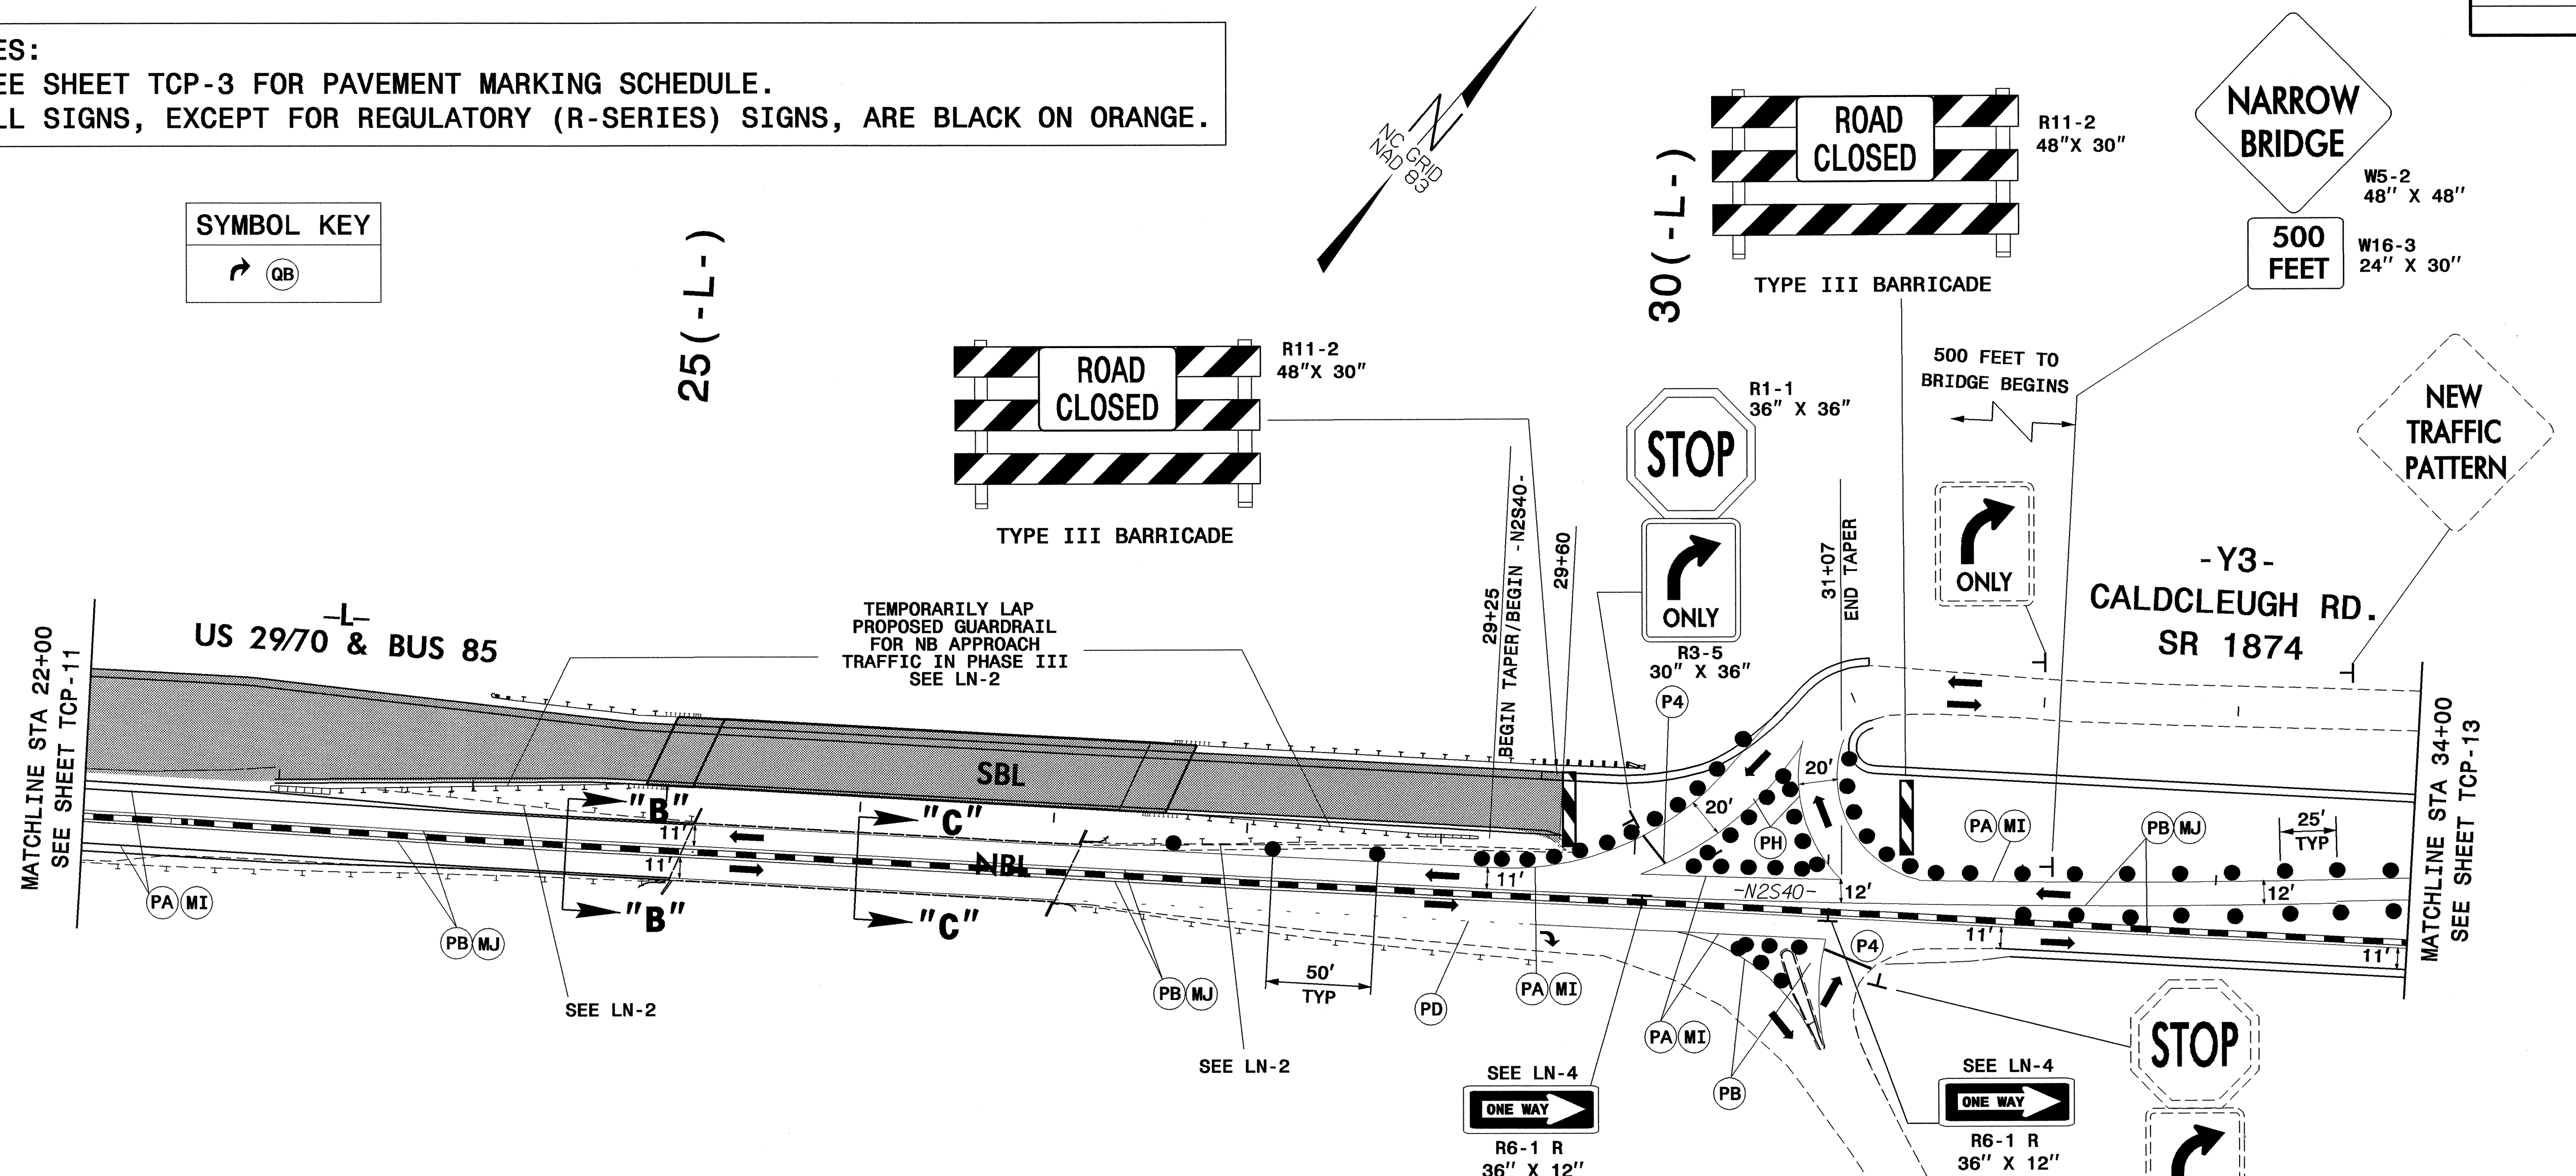 ES:
EE SHEET TCP-3 FOR PAVEMENT MARKING SCHEDULE.
LL SIGNS, EXCEPT FOR REGULATORY (R-SERIES) SIGNS, ARE BLACK ON ORANGE.
SYMBOL KEY
QB
25(-L-)
NC GRID
NAD 83
N
30(-L-)
ROAD
CLOSED
R11-2
48"X 30"
TYPE III BARRICADE
NARROW
BRIDGE
W5-2
48" X 48"
500
FEET
W16-3
24" X 30"
ROAD
CLOSED
R11-2
48"X 30"
TYPE III BARRICADE
STOP
R1-1
36" X 36"
ONLY
R3-5
30" X 36"
P4
500 FEET TO
BRIDGE BEGINS
NEW
TRAFFIC
PATTERN
ONLY
-Y3-
CALDCLEUGH RD.
SR 1874
29+25
BEGIN TAPER/BEGIN -N2S40-
29+60
31+07
END TAPER
MATCHLINE STA 22+00
SEE SHEET TCP-11
-L-
US 29/70 & BUS 85
TEMPORARILY LAP
PROPOSED GUARDRAIL
FOR NB APPROACH
TRAFFIC IN PHASE III
SEE LN-2
SBL
NBL
"B"
"B"
"C"
"C"
11'
11'
11'
20'
20'
PH
-N2S40-
12'
PA MI
PB MJ
25'
TYP
12'
11'
11'
MATCHLINE STA 34+00
SEE SHEET TCP-13
PA MI
PB MJ
SEE LN-2
PB MJ
50'
TYP
SEE LN-2
PD
PA MI
PA MI
PB
P4
SEE LN-4
ONE WAY
R6-1 R
36" X 12"
SEE LN-4
ONE WAY
R6-1 R
36" X 12"
STOP